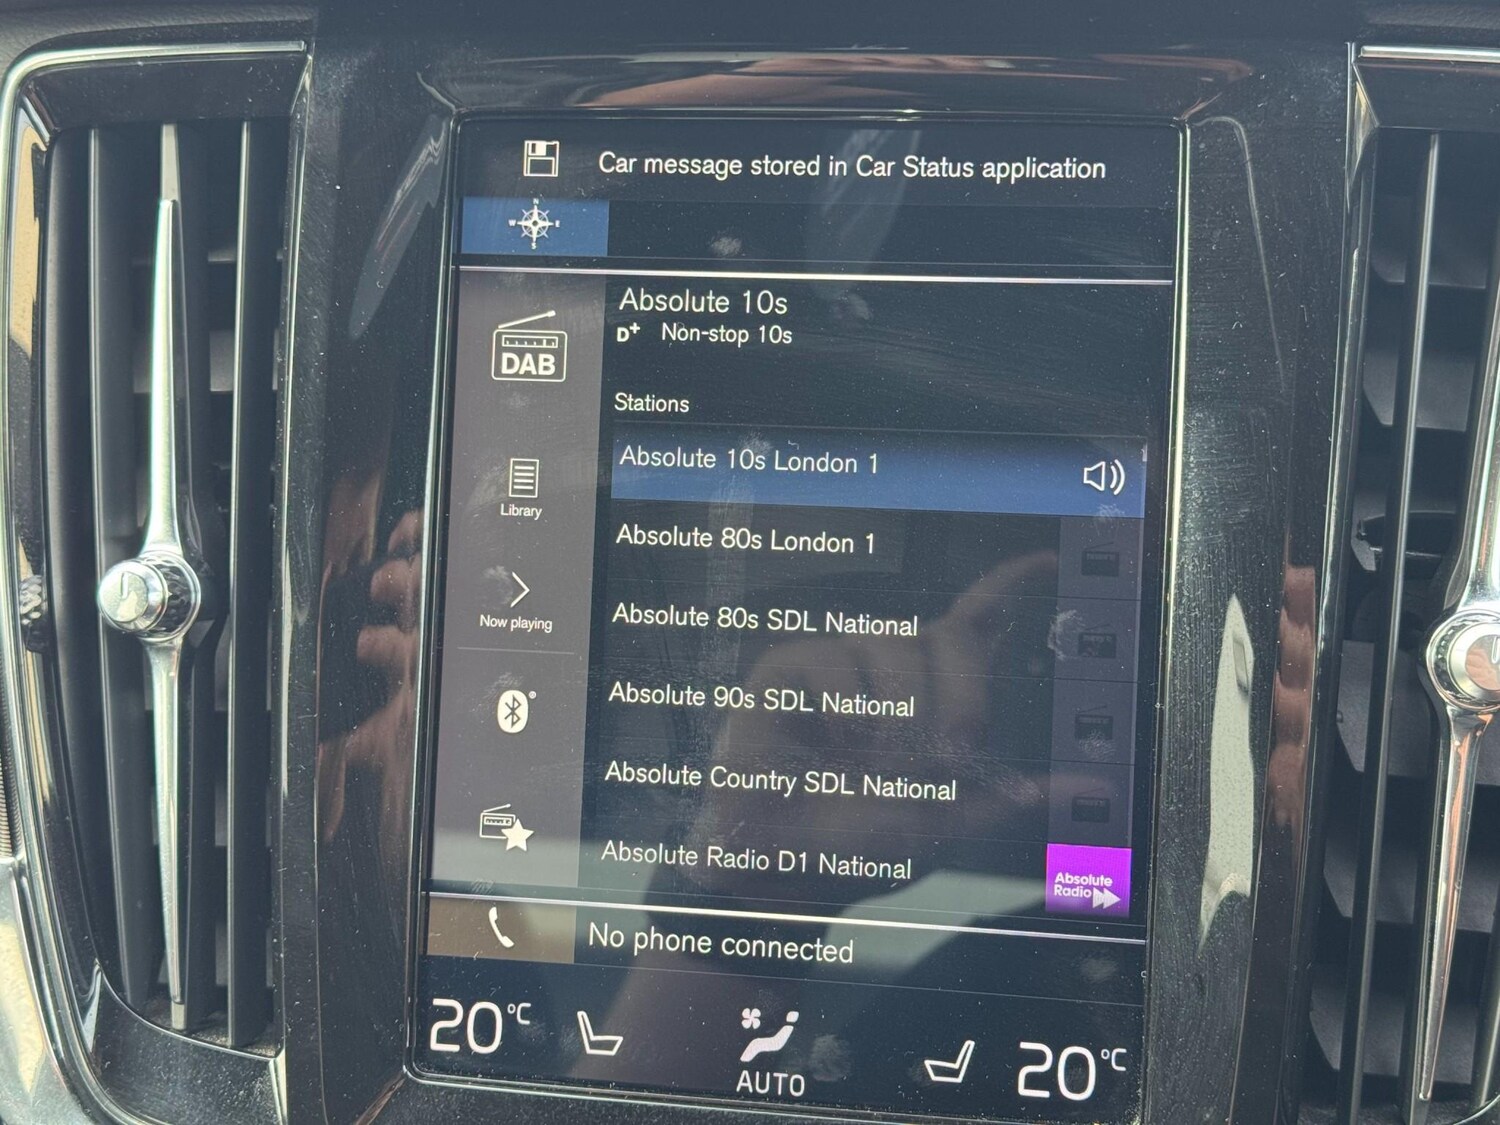 Car message stored in Car Status application
N
W E
S
Absolute 10s
D+ Non-stop 10s
DAB
Stations
Absolute 10s London 1
Library
Absolute 80s London 1
Now playing
Absolute 80s SDL National
Absolute 90s SDL National
Absolute Country SDL National
Absolute Radio D1 National
Absolute
Radio
No phone connected
20°C
AUTO
20°C